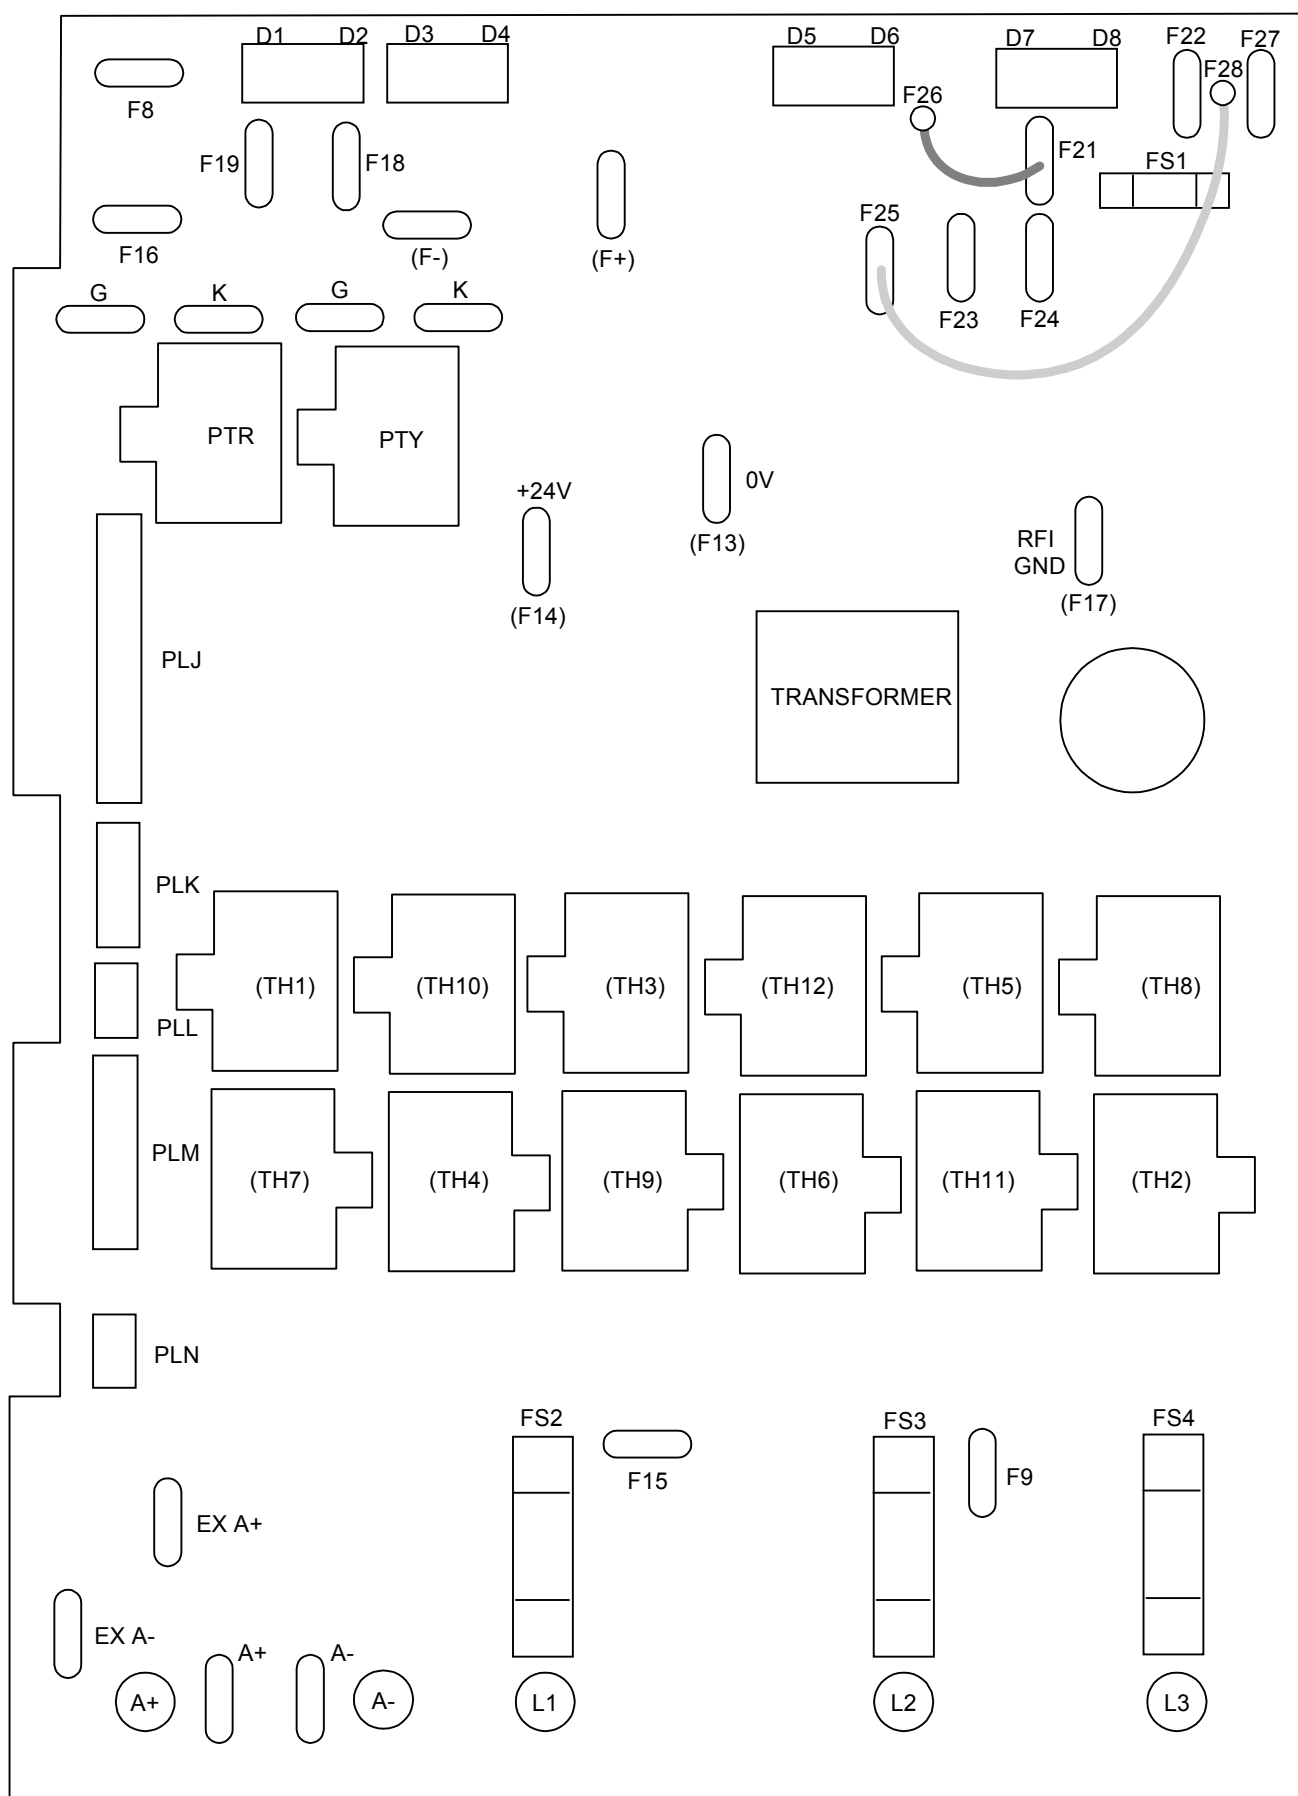 D1 D2 D3 D4 D5 D6 D7 D8 F22 F27
F28
F26
F8
F19 F18 F21 FS1
F25
F16 (F-) (F+)
G K G K F23 F24
PTR PTY
+24V 0V
(F13) RFI
GND
(F14) (F17)
PLJ
TRANSFORMER
PLK
(TH1) (TH10) (TH3) (TH12) (TH5) (TH8)
PLL
PLM
(TH7) (TH4) (TH9) (TH6) (TH11) (TH2)
PLN
FS2 FS3 FS4
F15 F9
EX A+
EX A-
A+ A-
A+ A- L1 L2 L3